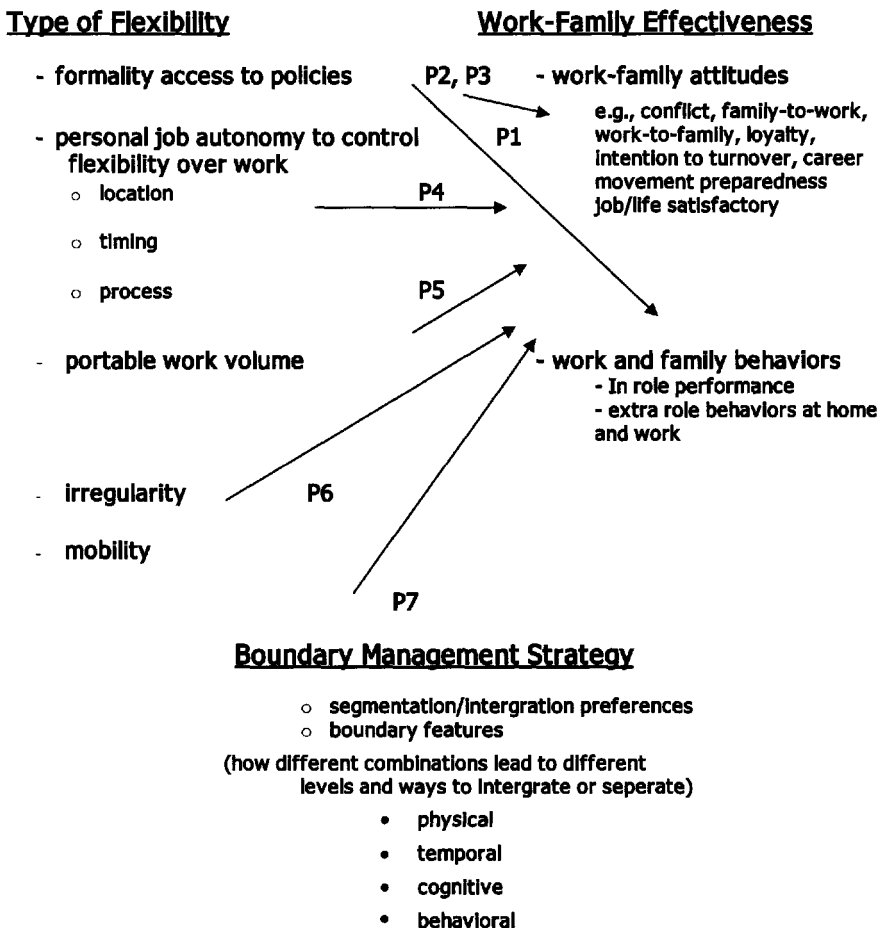 Type of Flexibility
Work-Family Effectiveness
- formality access to policies
P2, P3
- work-family attitudes
e.g., conflict, family-to-work,
work-to-family, loyalty,
intention to turnover, career
movement preparedness
job/life satisfactory
P1
- personal job autonomy to control
flexibility over work
o location
P4
o timing
o process
P5
- portable work volume
- work and family behaviors
- In role performance
- extra role behaviors at home
and work
- irregularity
P6
- mobility
P7
Boundary Management Strategy
o segmentation/intergration preferences
o boundary features
(how different combinations lead to different
levels and ways to intergrate or seperate)
• physical
• temporal
• cognitive
• behavioral